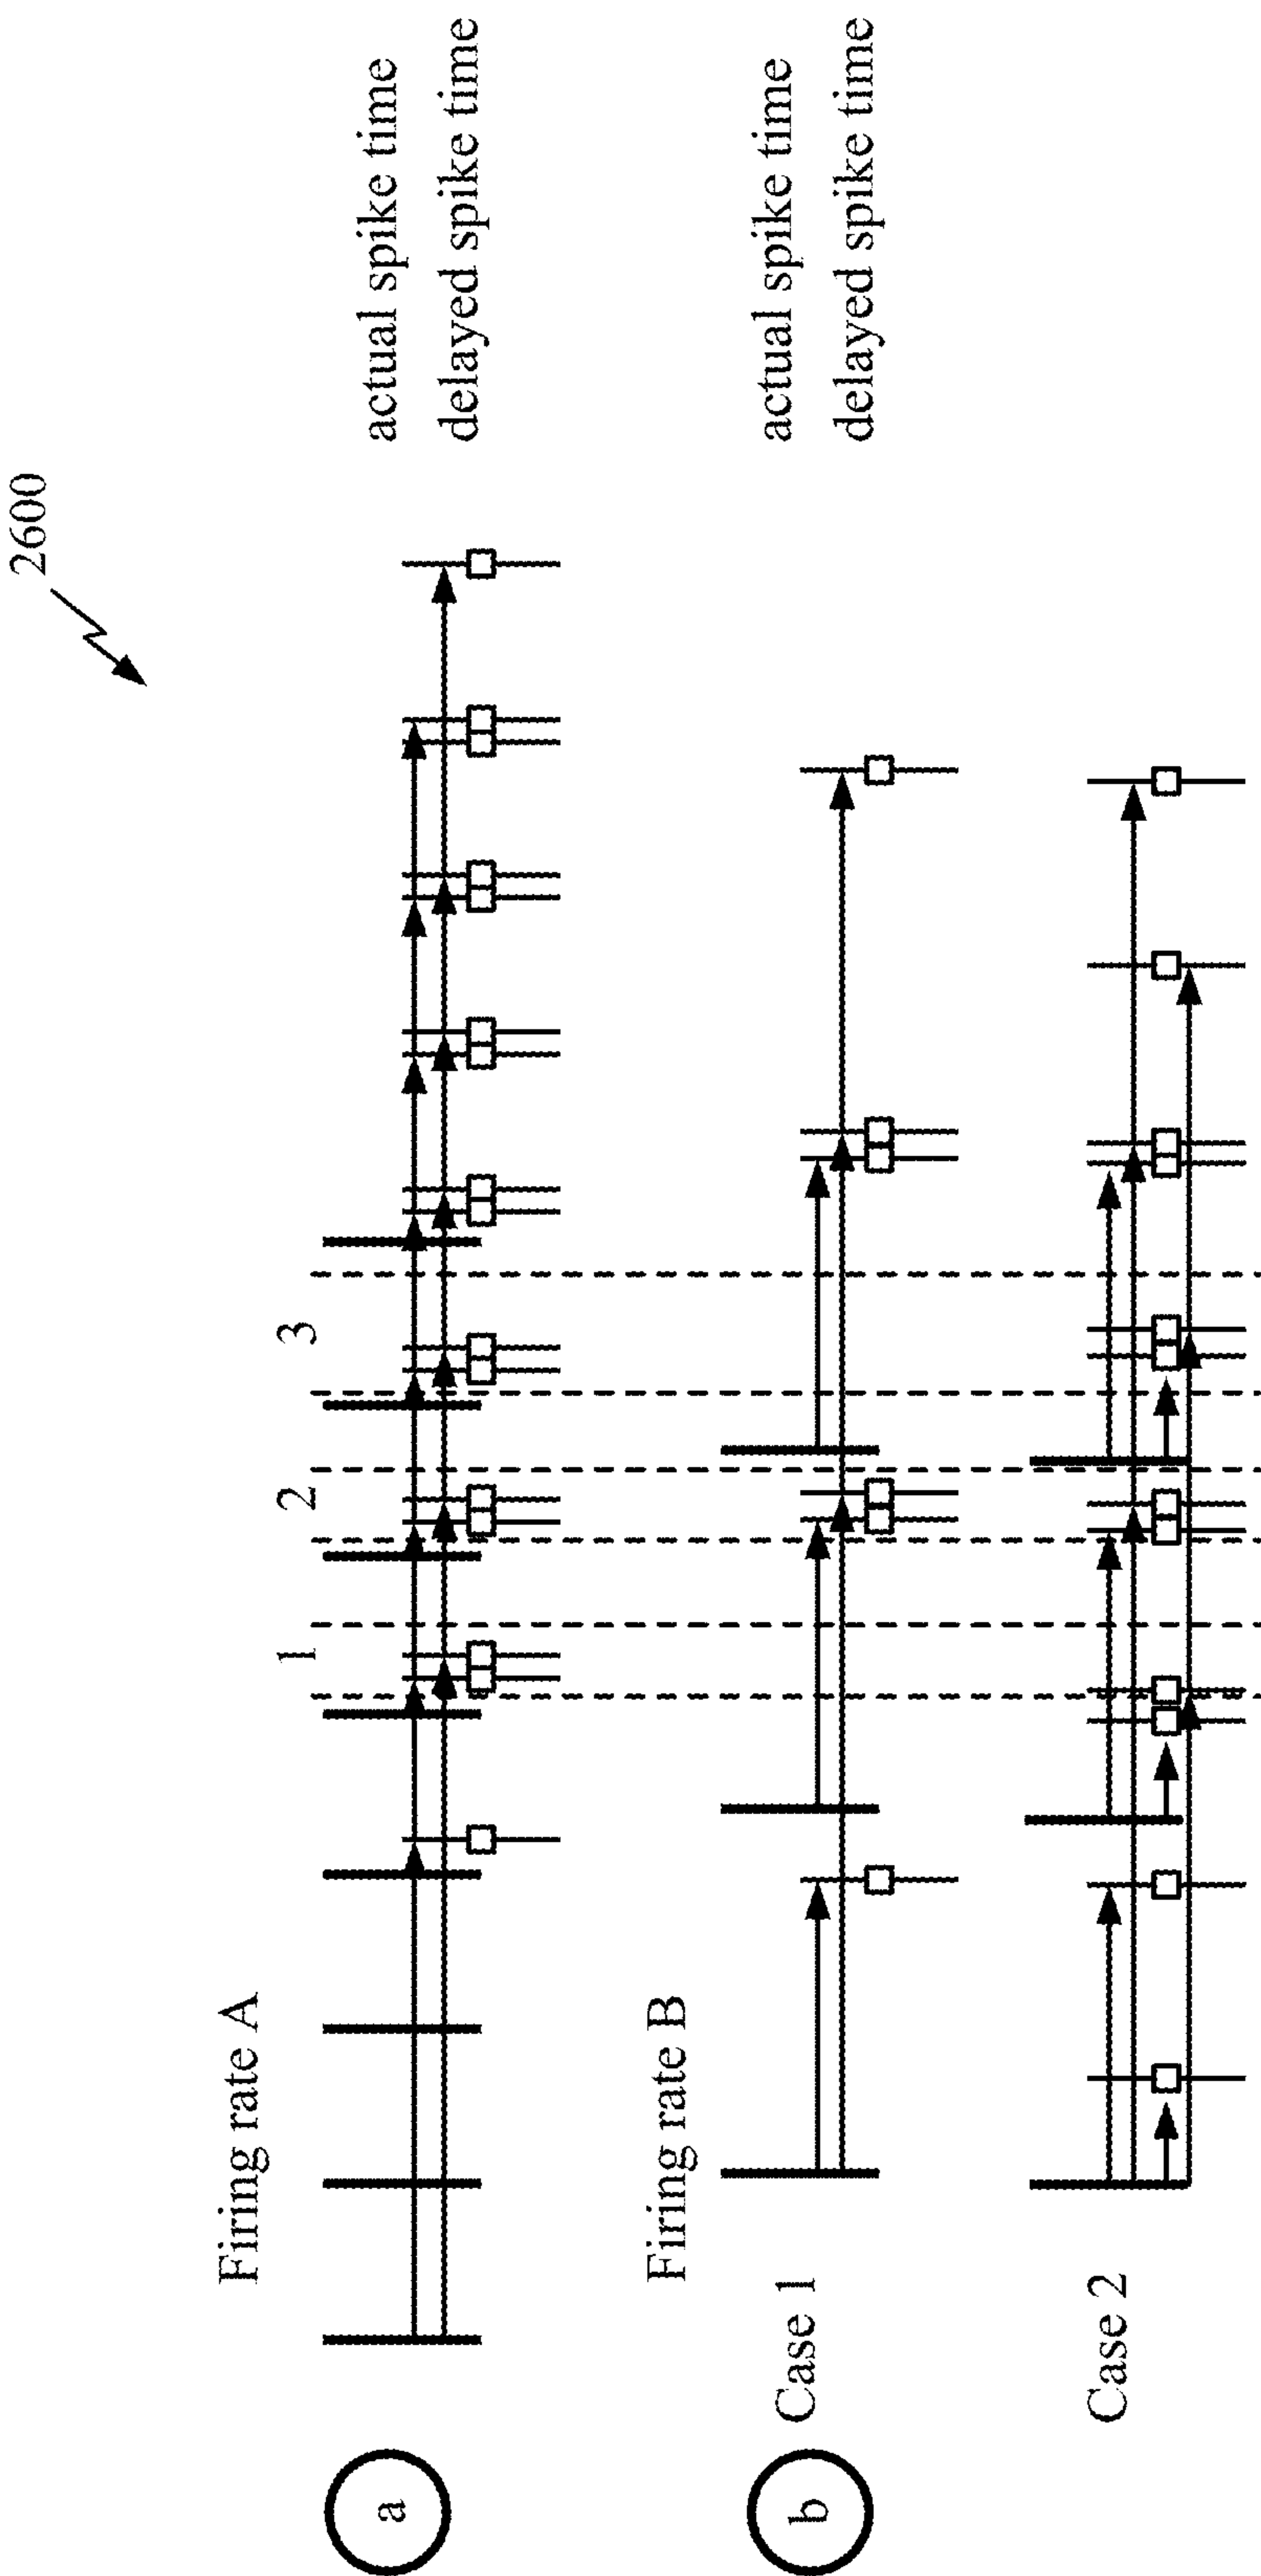 2600
Firing rate A
1
2
3
a
actual spike time
delayed spike time
Firing rate B
Case 1
b
actual spike time
delayed spike time
Case 2